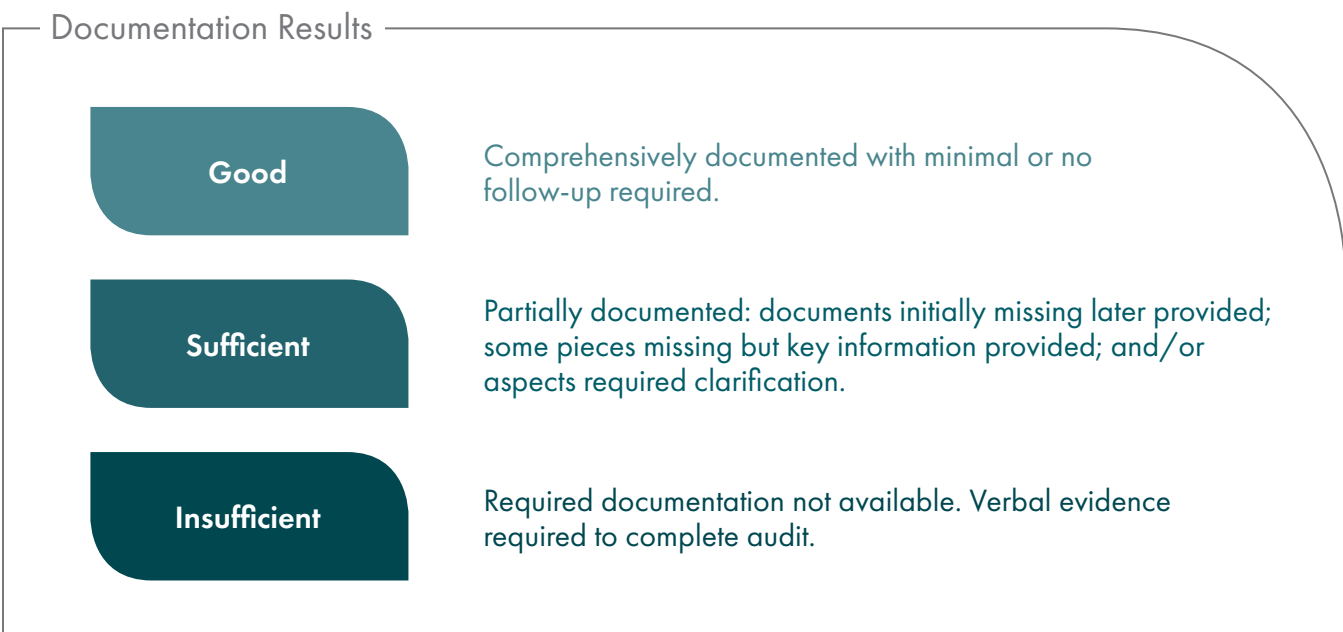 Documentation Results
Good
Comprehensively documented with minimal or no
follow-up required.
Sufficient
Partially documented: documents initially missing later provided;
some pieces missing but key information provided; and/or
aspects required clarification.
Insufficient
Required documentation not available. Verbal evidence
required to complete audit.